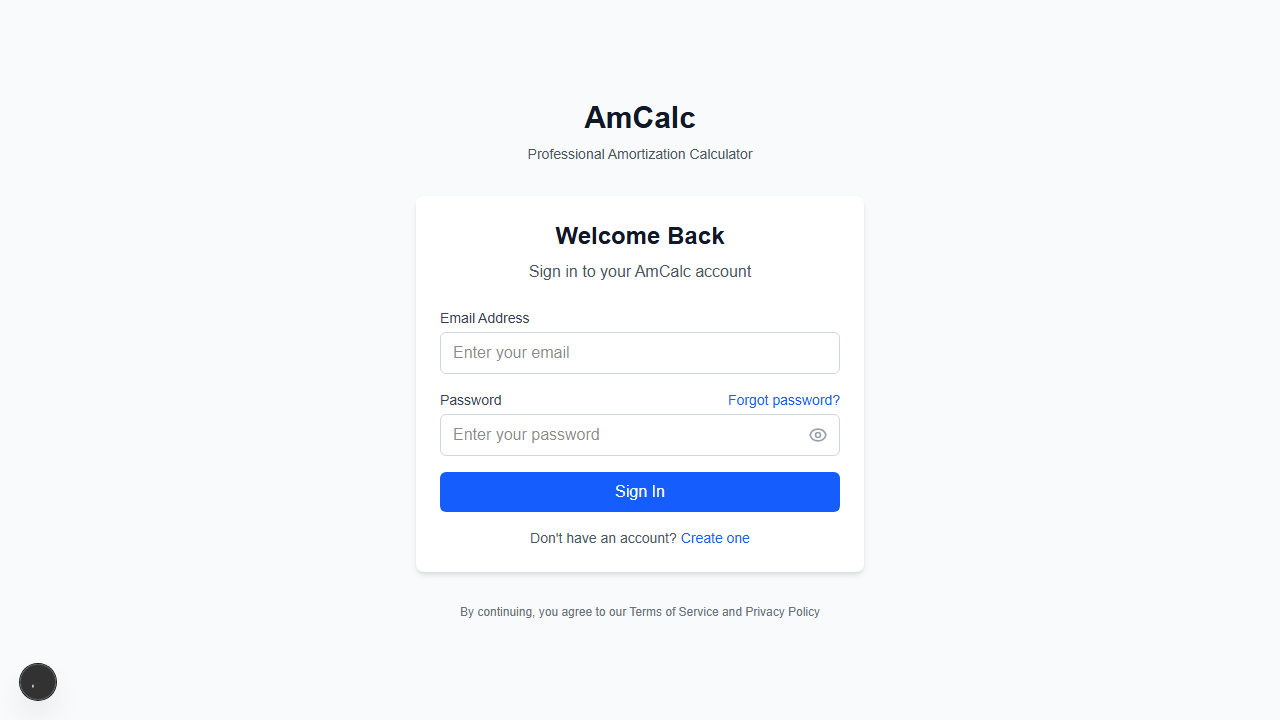 AmCalc
Professional Amortization Calculator
Welcome Back
Sign in to your AmCalc account
Email Address
Enter your email
Password Forgot password?
Enter your password
Sign In
Don't have an account? Create one
By continuing, you agree to our Terms of Service and Privacy Policy